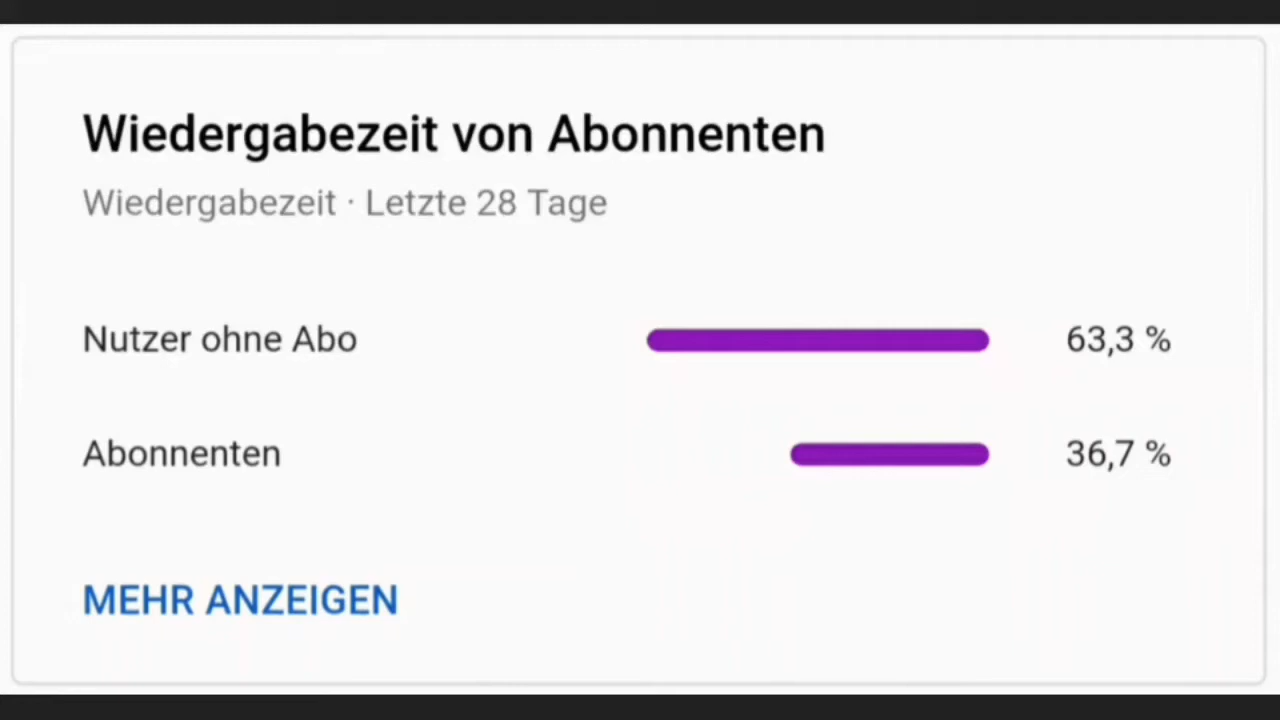 Wiedergabezeit von Abonnenten
Wiedergabezeit · Letzte 28 Tage
Nutzer ohne Abo 63,3 %
Abonnenten 36,7 %
MEHR ANZEIGEN